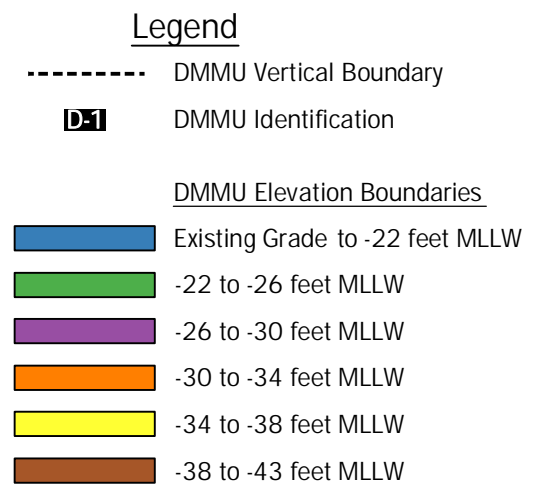 Legend
DMMU Vertical Boundary
D-1 DMMU Identification
DMMU Elevation Boundaries
Existing Grade to -22 feet MLLW
-22 to -26 feet MLLW
-26 to -30 feet MLLW
-30 to -34 feet MLLW
-34 to -38 feet MLLW
-38 to -43 feet MLLW